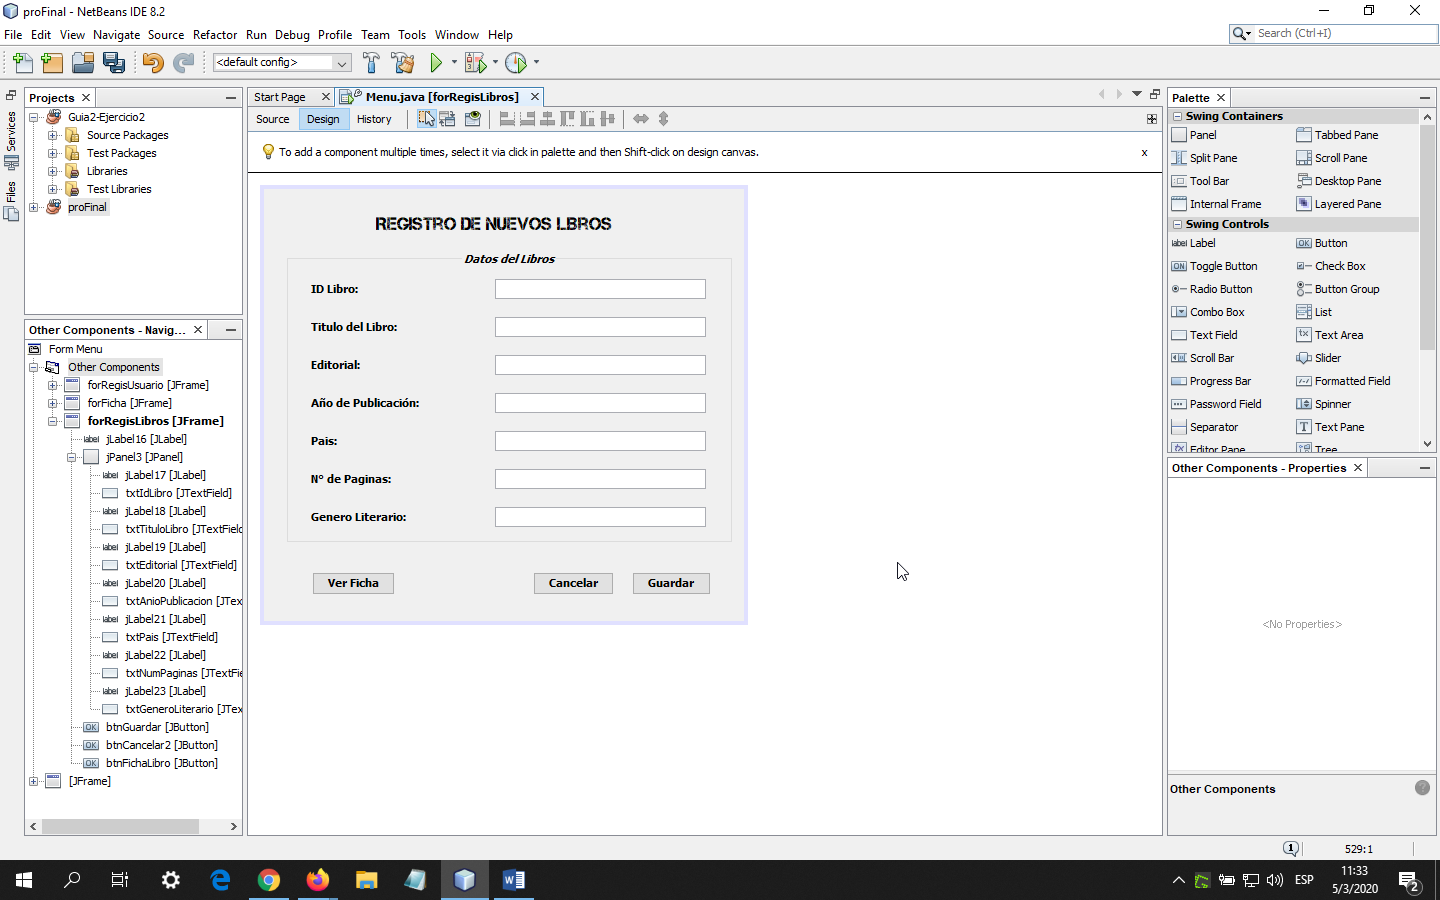 proFinal - NetBeans IDE 8.2
File Edit View Navigate Source Refactor Run Debug Profile Team Tools Window Help
Search (Ctrl+I)
<default config>
Services
Files
Projects
Guia2-Ejercicio2
Source Packages
Test Packages
Libraries
Test Libraries
proFinal
Other Components - Navig...
Form Menu
Other Components
forRegisUsuario [JFrame]
forFicha [JFrame]
forRegisLibros [JFrame]
jLabel16 [JLabel]
jPanel3 [JPanel]
jLabel17 [JLabel]
txtIdLibro [JTextField]
jLabel18 [JLabel]
txtTituloLibro [JTextField
jLabel19 [JLabel]
txtEditorial [JTextField]
jLabel20 [JLabel]
txtAnioPublicacion [JTex
jLabel21 [JLabel]
txtPais [JTextField]
jLabel22 [JLabel]
txtNumPaginas [JTextFie
jLabel23 [JLabel]
txtGeneroLiterario [JTex
btnGuardar [JButton]
btnCancelar2 [JButton]
btnFichaLibro [JButton]
[JFrame]
Start Page
Menu.java [forRegisLibros]
Source Design History
To add a component multiple times, select it via click in palette and then Shift-click on design canvas.
x
REGISTRO DE NUEVOS LBROS
Datos del Libros
ID Libro:
Titulo del Libro:
Editorial:
Año de Publicación:
Pais:
N° de Paginas:
Genero Literario:
Ver Ficha Cancelar Guardar
Palette
Swing Containers
Panel Tabbed Pane
Split Pane Scroll Pane
Tool Bar Desktop Pane
Internal Frame Layered Pane
Swing Controls
label Label OK Button
ON Toggle Button Check Box
Radio Button Button Group
Combo Box List
Text Field Text Area
Scroll Bar Slider
Progress Bar Formatted Field
Password Field Spinner
Separator Text Pane
Editor Pane Tree
Other Components - Properties
<No Properties>
Other Components
1
529:1
ESP
11:33
5/3/2020
2